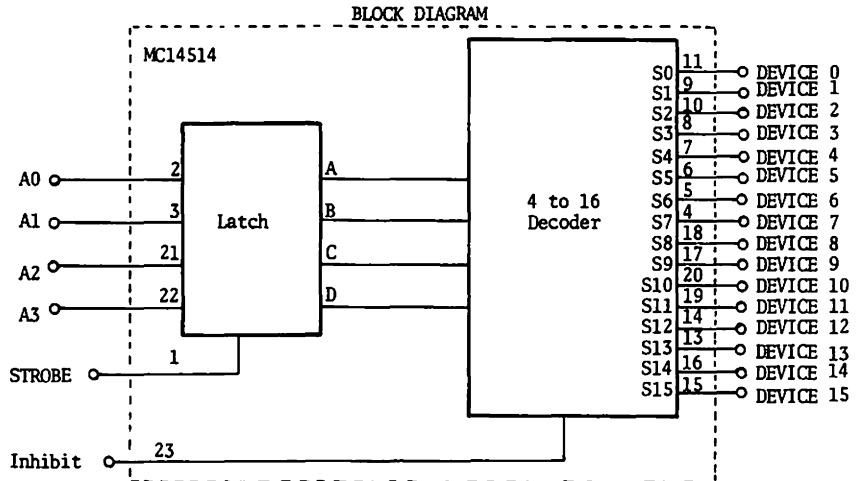 BLOCK DIAGRAM
MC14514
A0 2
A1 3
A2 21
A3 22
STROBE 1
Inhibit 23
Latch
A
B
C
D
4 to 16
Decoder
S0 11 DEVICE 0
S1 9 DEVICE 1
S2 10 DEVICE 2
S3 8 DEVICE 3
S4 7 DEVICE 4
S5 6 DEVICE 5
S6 5 DEVICE 6
S7 4 DEVICE 7
S8 18 DEVICE 8
S9 17 DEVICE 9
S10 20 DEVICE 10
S11 19 DEVICE 11
S12 14 DEVICE 12
S13 13 DEVICE 13
S14 16 DEVICE 14
S15 15 DEVICE 15